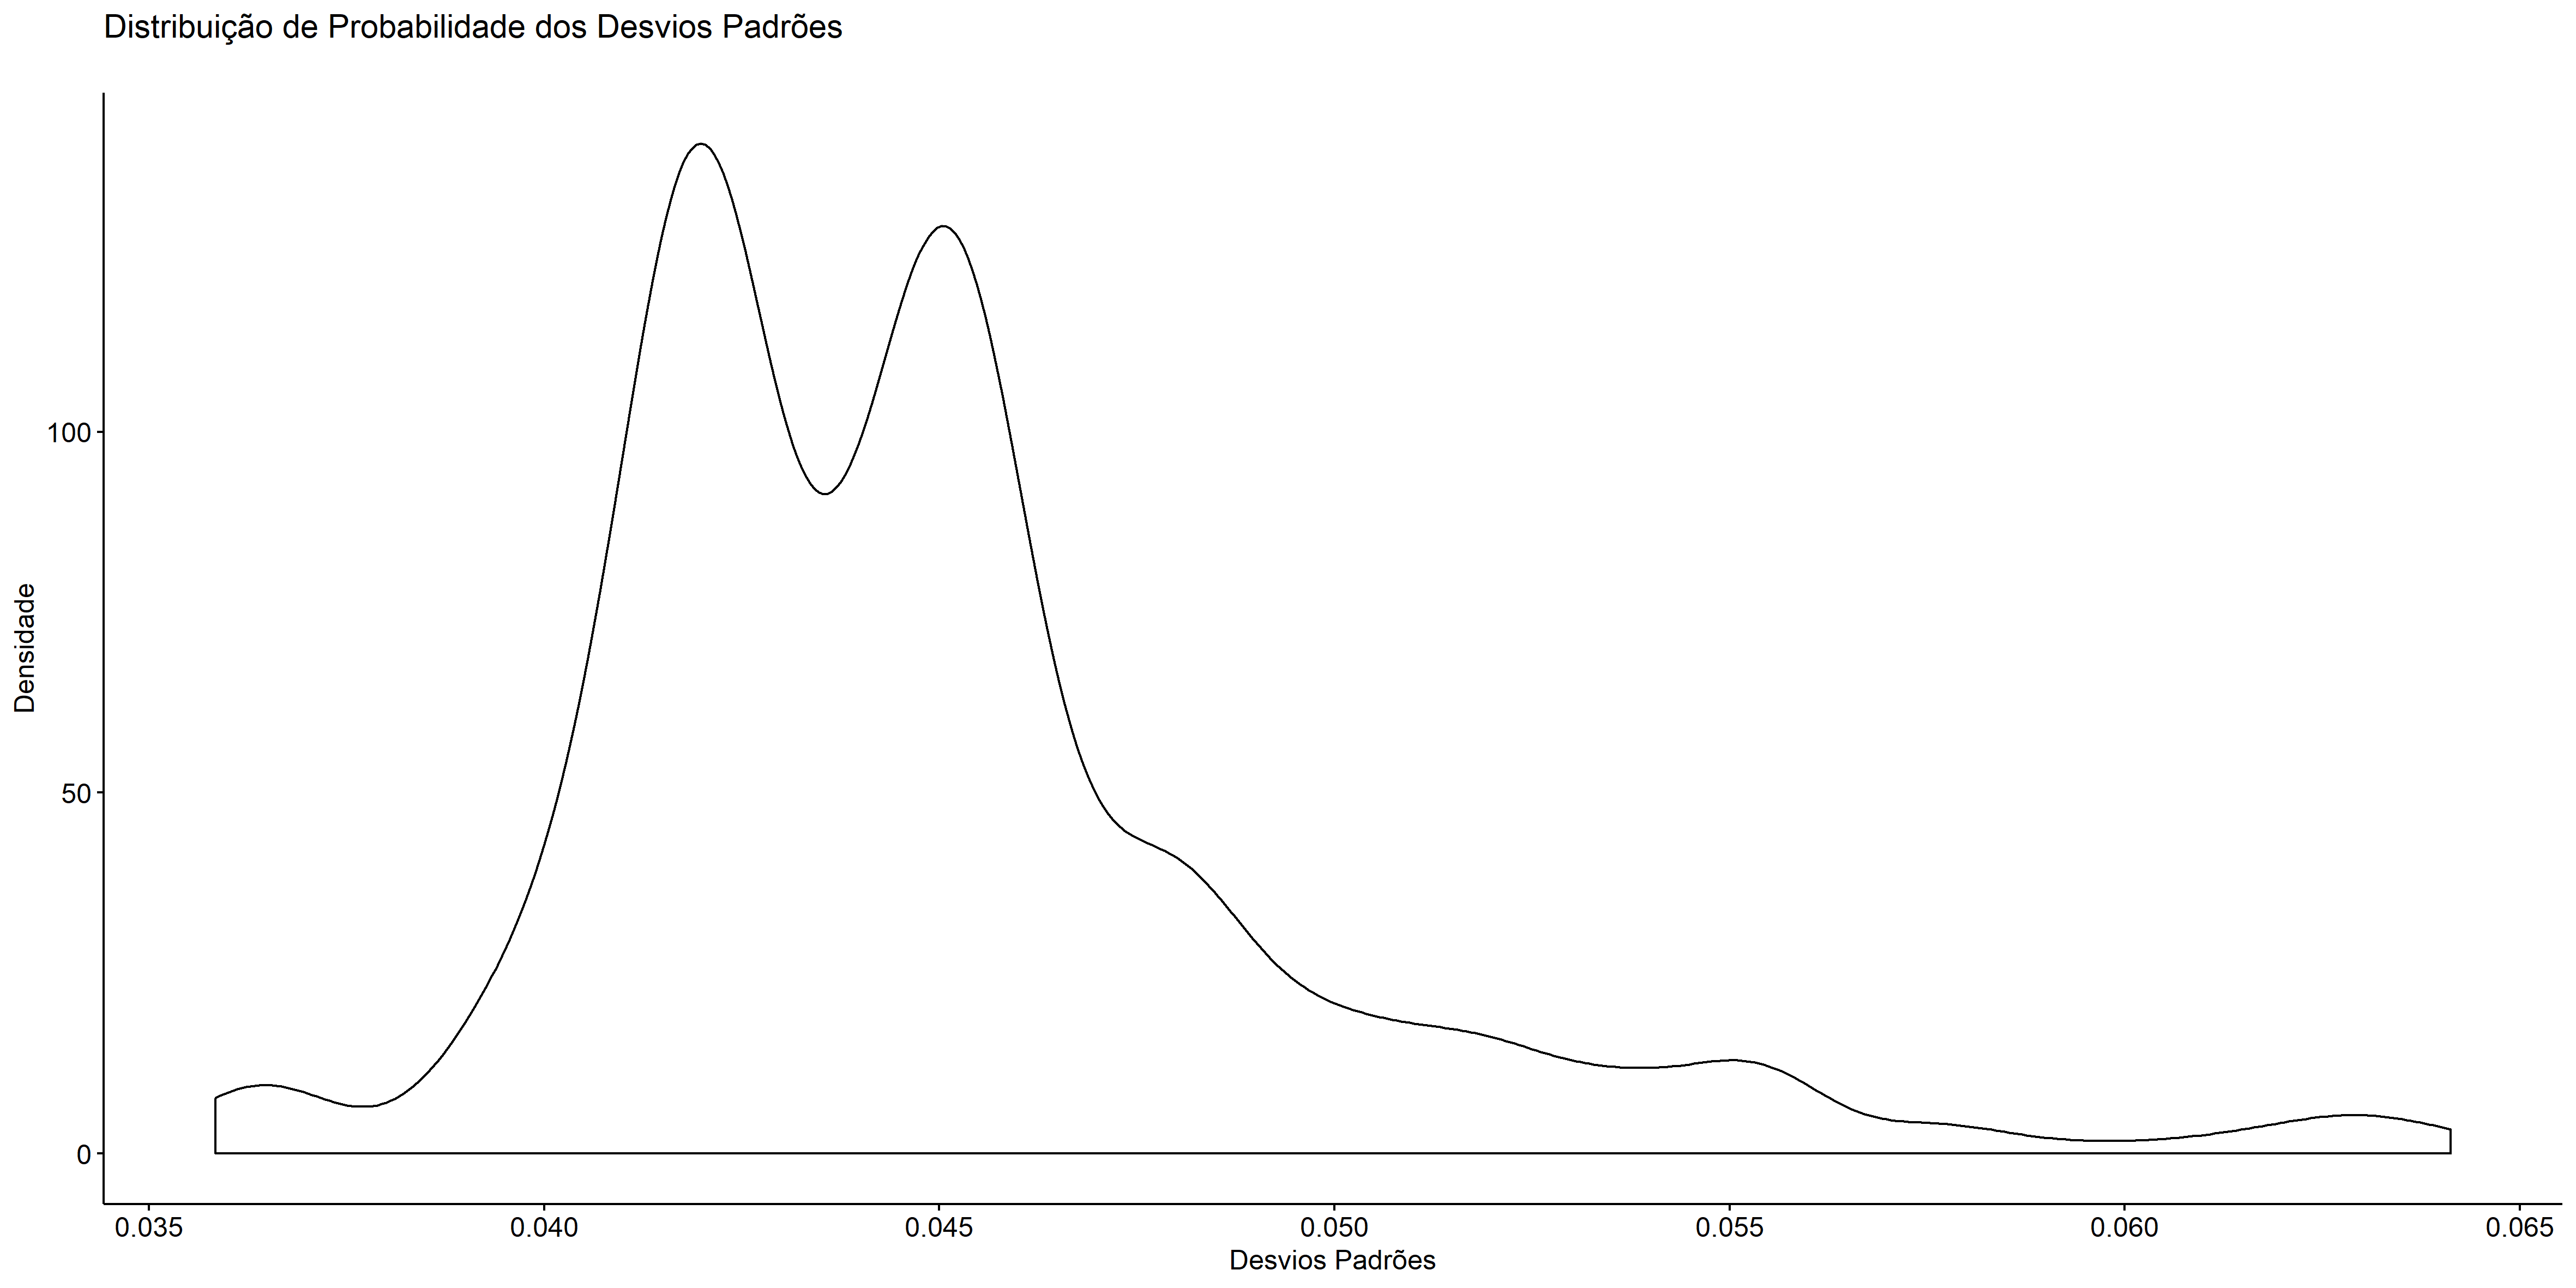 Distribuição de Probabilidade dos Desvios Padrões
100
50
0
Densidade
0.035 0.040 0.045 0.050 0.055 0.060 0.065
Desvios Padrões